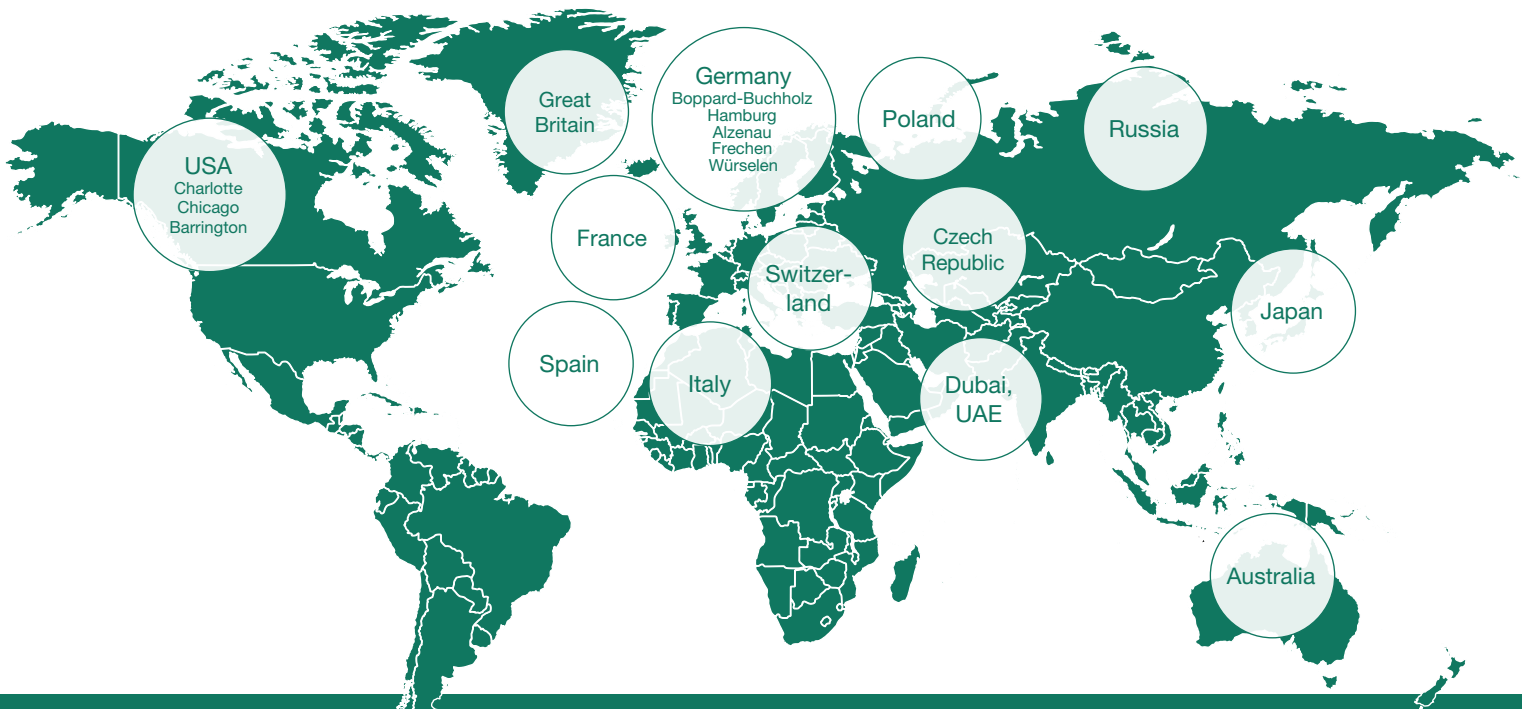 Great
Britain
Germany
Boppard-Buchholz
Hamburg
Alzenau
Frechen
Würselen
Poland
Russia
USA
Charlotte
Chicago
Barrington
France
Czech
Republic
Switzer-
land
Japan
Spain
Italy
Dubai,
UAE
Australia